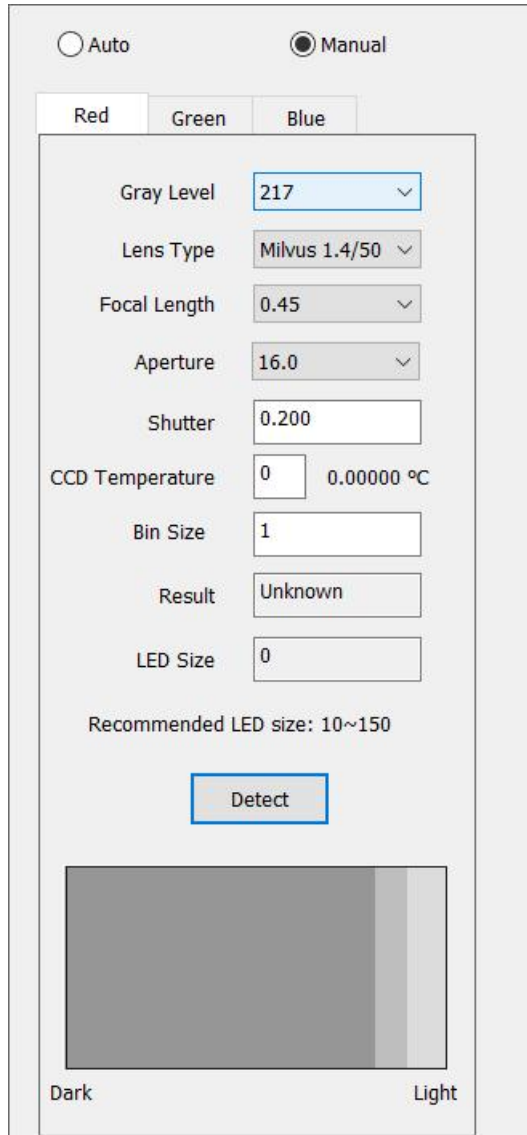 Auto Manual
Red Green Blue
Gray Level 217
Lens Type Milvus 1.4/50
Focal Length 0.45
Aperture 16.0
Shutter 0.200
CCD Temperature 0 0.00000 ºC
Bin Size 1
Result Unknown
LED Size 0
Recommended LED size: 10~150
Detect
Dark Light